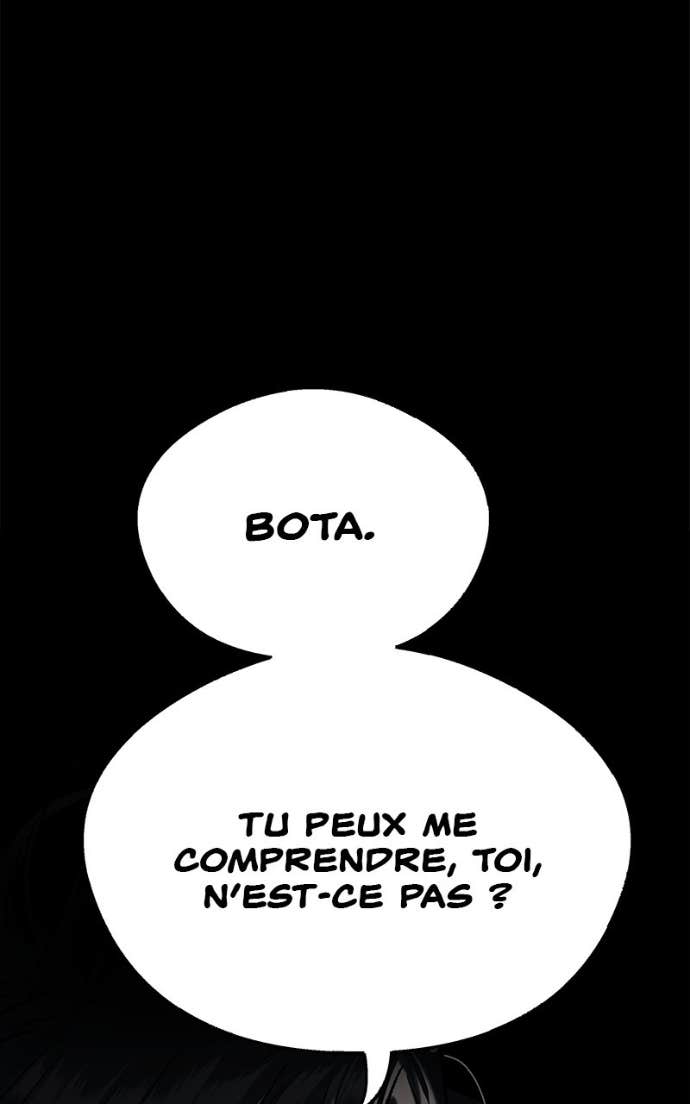 BOTA.
TU PEUX ME
COMPRENDRE, TOI,
N'EST-CE PAS ?